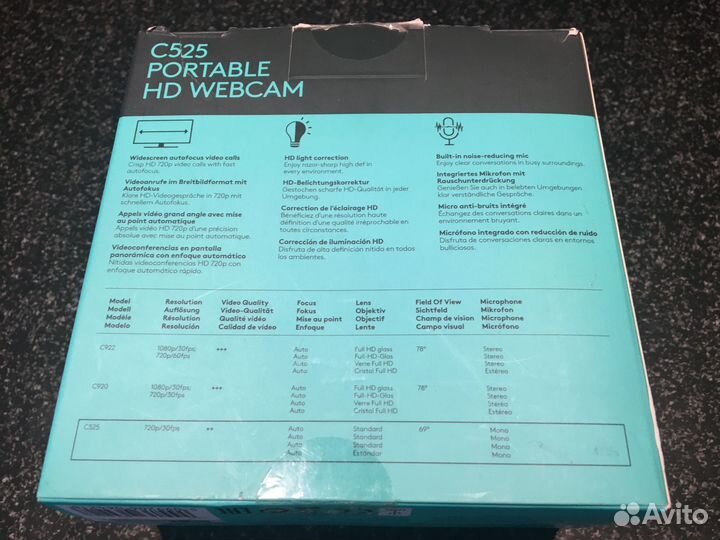 C525
PORTABLE
HD WEBCAM
Widescreen autofocus video calls
Crisp HD 720p video calls with fast
autofocus.
Videoanrufe im Breitbildformat mit
Autofokus
Klare HD-Videogespräche in 720p mit
schnellem Autofokus.
Appels vidéo grand angle avec mise
au point automatique
Appels vidéo HD 720p d'une précision
absolue avec mise au point automatique.
Videoconferencias en pantalla
panorámica con enfoque automático
Nítidas videoconferencias HD 720p con
enfoque automático rápido.
HD light correction
Enjoy razor-sharp high def in
every environment.
HD-Belichtungskorrektur
Gestochen scharfe HD-Qualität in jeder
Umgebung.
Correction de l'éclairage HD
Bénéficiez d'une résolution haute
définition d'une qualité irréprochable en
toutes circonstances.
Corrección de iluminación HD
Disfruta de alta definición nítida en todos
los ambientes.
Built-in noise-reducing mic
Enjoy clear conversations in busy surroundings.
Integriertes Mikrofon mit
Rauschunterdrückung
Genießen Sie auch in belebten Umgebungen
klar verständliche Gespräche.
Micro anti-bruits intégré
Échangez des conversations claires dans un
environnement bruyant.
Micrófono integrado con reducción de ruido
Disfruta de conversaciones claras en entornos
bulliciosos.
Model Resolution Video Quality Focus Lens Field Of View Microphone
Modell Auflösung Video-Qualität Fokus Objektiv Sichtfeld Mikrofon
Modèle Résolution Qualité vidéo Mise au point Objectif Champ de vision Microphone
Modelo Resolución Calidad de vídeo Enfoque Lente Campo visual Micrófono
C922 1080p/30fps; +++ Auto Full HD glass 78° Stereo
720p/60fps Auto Full-HD-Glas Stereo
Auto Verre Full HD Stereo
Auto Cristal Full HD Estéreo
C920 1080p/30fps; +++ Auto Full HD glass 78° Stereo
720p/30fps Auto Full-HD-Glas Stereo
Auto Verre Full HD Stéréo
Auto Cristal Full HD Estéreo
C525 720p/30fps ++ Auto Standard 69° Mono
Auto Standard Mono
Auto Standard Mono
Auto Estándar Mono
Avito